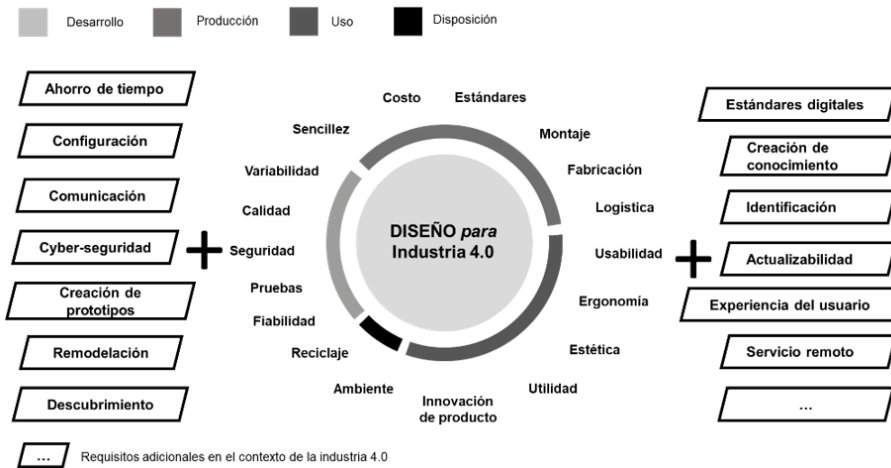 Desarrollo
Producción
Uso
Disposición
Ahorro de tiempo
Configuración
Comunicación
Cyber-seguridad
Creación de
prototipos
Remodelación
Descubrimiento
Costo
Estándares
Sencillez
Montaje
Variabilidad
Fabricación
Calidad
Logística
Seguridad
Usabilidad
Pruebas
Ergonomía
Fiabilidad
Estética
Reciclaje
Utilidad
Ambiente
Innovación
de producto
DISEÑO para
Industria 4.0
+
+
Estándares digitales
Creación de
conocimiento
Identificación
Actualizabilidad
Experiencia del usuario
Servicio remoto
...
... Requisitos adicionales en el contexto de la industria 4.0